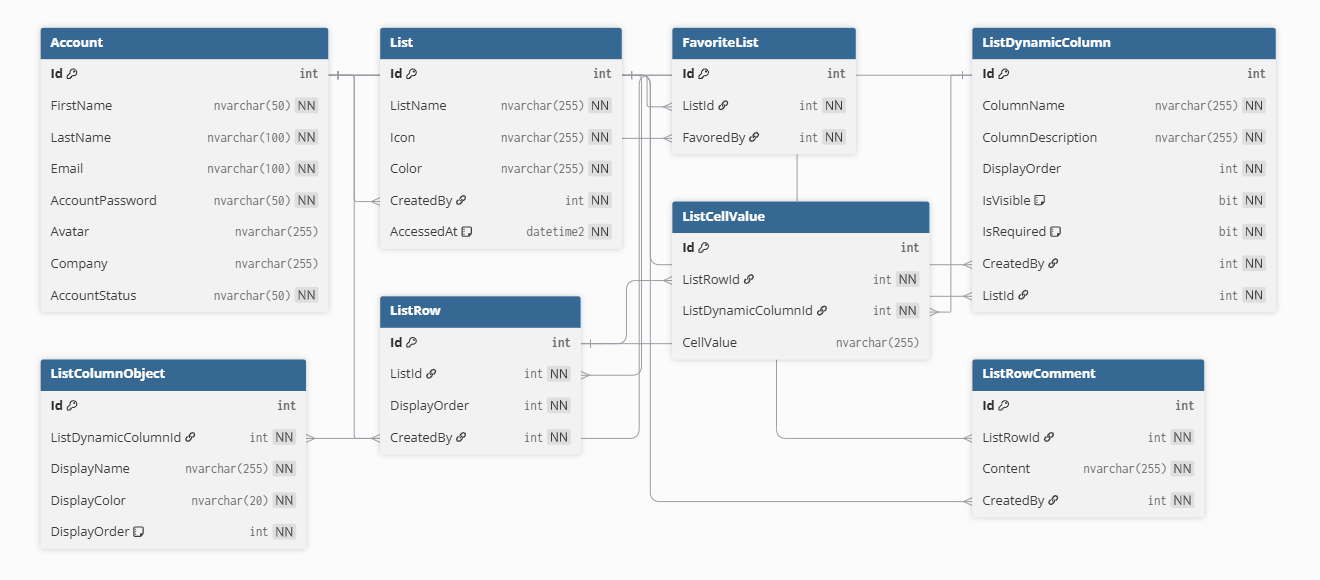 Account
Id int
FirstName nvarchar(50) NN
LastName nvarchar(100) NN
Email nvarchar(100) NN
AccountPassword nvarchar(50) NN
Avatar nvarchar(255)
Company nvarchar(255)
AccountStatus nvarchar(50) NN
List
Id int
ListName nvarchar(255) NN
Icon nvarchar(255) NN
Color nvarchar(255) NN
CreatedBy int NN
AccessedAt datetime2 NN
FavoriteList
Id int
ListId int NN
FavoredBy int NN
ListDynamicColumn
Id int
ColumnName nvarchar(255) NN
ColumnDescription nvarchar(255) NN
DisplayOrder int NN
IsVisible bit NN
IsRequired bit NN
CreatedBy int NN
ListId int NN
ListCellValue
Id int
ListRowId int NN
ListDynamicColumnId int NN
CellValue nvarchar(255)
ListRow
Id int
ListId int NN
DisplayOrder int NN
CreatedBy int NN
ListColumnObject
Id int
ListDynamicColumnId int NN
DisplayName nvarchar(255) NN
DisplayColor nvarchar(20) NN
DisplayOrder int NN
ListRowComment
Id int
ListRowId int NN
Content nvarchar(255) NN
CreatedBy int NN